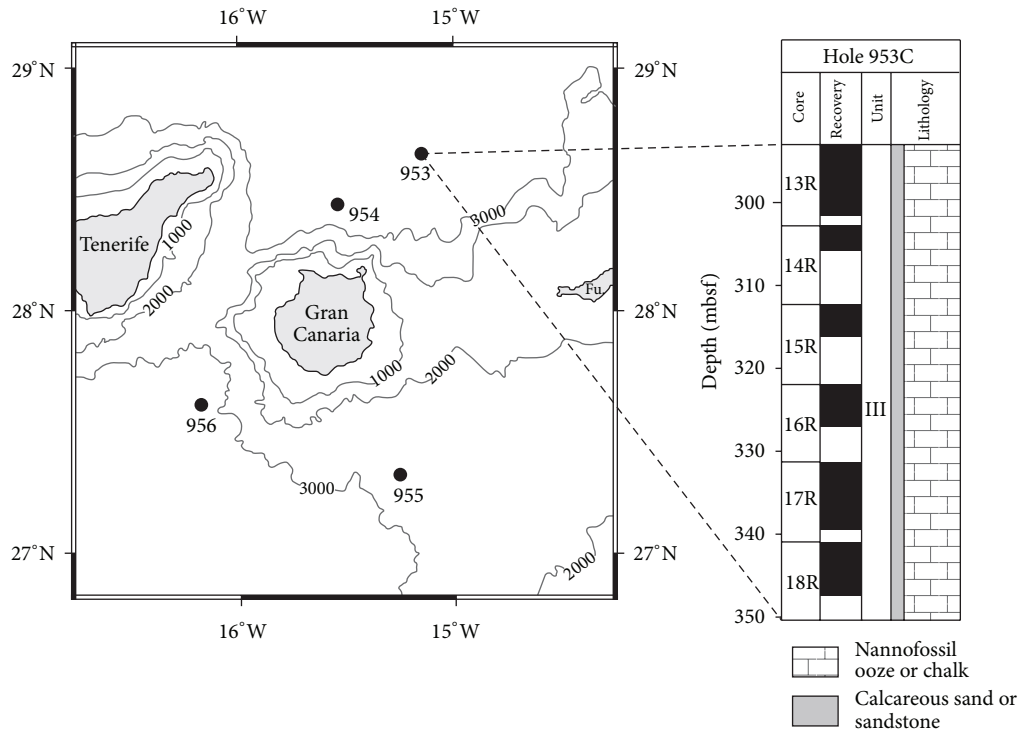 16°W
15°W
29°N
29°N
28°N
28°N
27°N
27°N
16°W
15°W
Tenerife
1000
2000
Gran
Canaria
1000
2000
3000
Fu.
953
954
956
955
3000
2000
Hole 953C
Core
Recovery
Unit
Lithology
Depth (mbsf)
300
310
320
330
340
350
13R
14R
15R
16R
17R
18R
III
Nannofossil
ooze or chalk
Calcareous sand or
sandstone